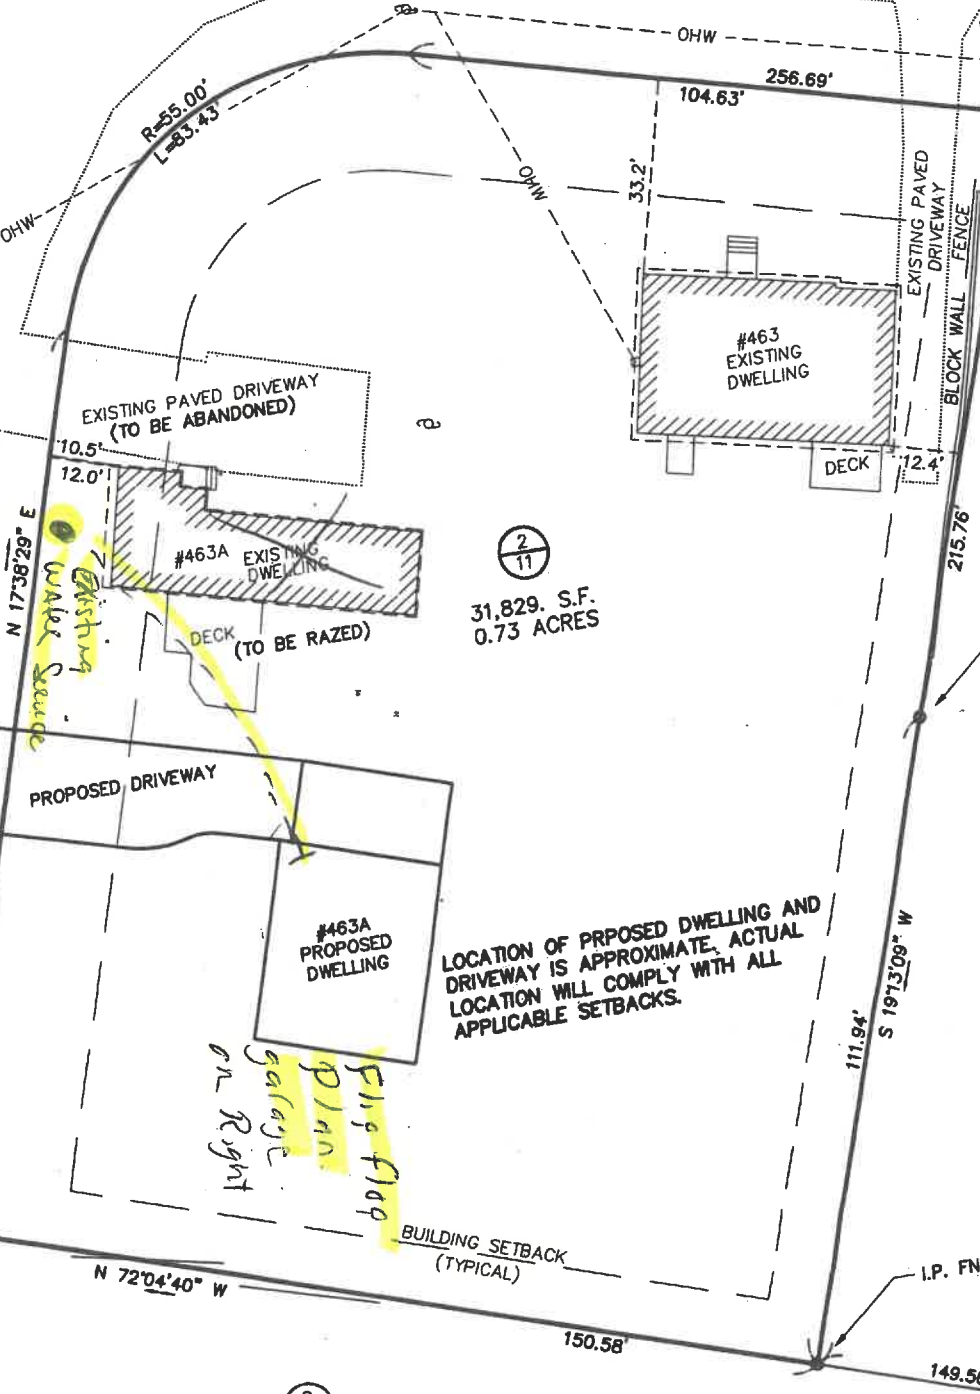 OHW
256.69'
104.63'
R=55.00'
L=83.43'
OHW
OHW
33.2'
EXISTING PAVED
DRIVEWAY
BLOCK WALL FENCE
#463
EXISTING
DWELLING
EXISTING PAVED DRIVEWAY
(TO BE ABANDONED)
10.5'
12.0'
DECK
12.4'
#463A EXISTING
DWELLING
2
11
31,829. S.F.
0.73 ACRES
215.76'
N 17°38'29" E
Existing
Water Service
DECK (TO BE RAZED)
PROPOSED DRIVEWAY
#463A
PROPOSED
DWELLING
LOCATION OF PRPOSED DWELLING AND
DRIVEWAY IS APPROXIMATE, ACTUAL
LOCATION WILL COMPLY WITH ALL
APPLICABLE SETBACKS.
111.94'
S 19°13'09" W
Flip flop
plan
garage
on Right
BUILDING SETBACK
(TYPICAL)
N 72°04'40" W
I.P. FN
150.58'